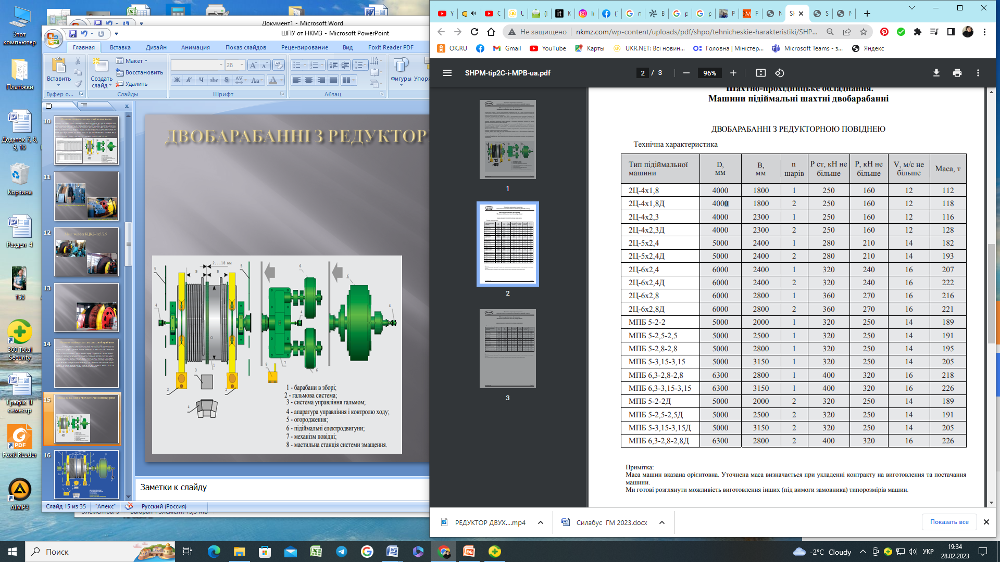 Этот
компьютер
Платіжки
Додаток 7, 8,
9, 10
Корзина
Раздел 4
150
360 Total
Security
Графік II
семестр
Foxit Reader
AIMP3
Документ1 - Microsoft Word
ШПУ от НКМЗ - Microsoft PowerPoint
Главная
Вставка
Дизайн
Анимация
Показ слайдов
Рецензирование
Вид
Foxit Reader PDF
Вставить
Создать
слайд
Макет
Восстановить
Удалить
28
Фигуры
Упоря
Буфер о...
Слайды
Шрифт
Абзац
10
11
12
Mine winder БЦКБ-9х5/2,5
13
14
15
16
ДВОБАРАБАННІ З РЕДУКТОР
2...18 мм
1 - барабани в зборі;
2 - гальмова система;
3 - система управління гальмом;
4 - апаратура управління і контролю ходу;
5 - огородження;
6 - підіймальні електродвигуни;
7 - механізм повідні;
8 - мастильна станція системи змащення.
Заметки к слайду
Слайд 15 из 35
"Апекс"
Русский (Россия)
Не защищено
nkmz.com/wp-content/uploads/pdf/shpo/tehnicheskie-harakteristiki/SHP...
OK.RU
Gmail
YouTube
Карты
UKR.NET: Всі новин...
Головна | Міністер...
Microsoft Teams - з...
Яндекс
SHPM-tip2C-i-MPB-ua.pdf
2 / 3
96%
1
2
3
Шахтно-прохідницьке обладнання.
Машини підіймальні шахтні двобарабанні
ДВОБАРАБАННІ З РЕДУКТОРНОЮ ПОВІДНЕЮ
Технічна характеристика
Тип підіймальної машини D, мм B, мм n шарів Р ст, кН не більше Р, кН не більше V, м/с не більше Маса, т
2Ц-4х1,8 4000 1800 1 250 160 12 112
2Ц-4х1,8Д 4000 1800 2 250 160 12 118
2Ц-4х2,3 4000 2300 1 250 160 12 116
2Ц-4х2,3Д 4000 2300 2 250 160 12 128
2Ц-5х2,4 5000 2400 1 280 210 14 182
2Ц-5х2,4Д 5000 2400 2 280 210 14 193
2Ц-6х2,4 6000 2400 1 320 240 16 207
2Ц-6х2,4Д 6000 2400 2 320 240 16 222
2Ц-6х2,8 6000 2800 1 360 270 16 216
2Ц-6х2,8Д 6000 2800 2 360 270 16 221
МПБ 5-2-2 5000 2000 1 320 250 14 189
МПБ 5-2,5-2,5 5000 2500 1 320 250 14 191
МПБ 5-2,8-2,8 5000 2800 1 320 250 14 195
МПБ 5-3,15-3,15 5000 3150 1 320 250 14 205
МПБ 6,3-2,8-2,8 6300 2800 1 400 320 16 218
МПБ 6,3-3,15-3,15 6300 3150 1 400 320 16 226
МПБ 5-2-2Д 5000 2000 2 320 250 14 189
МПБ 5-2,5-2,5Д 5000 2500 2 320 250 14 191
МПБ 5-3,15-3,15Д 5000 3150 2 320 250 14 205
МПБ 6,3-2,8-2,8Д 6300 2800 2 400 320 16 226
Примітка:
Маса машин вказана орієнтовна. Уточнена маса визначається при укладенні контракту на виготовлення та постачання
машини.
Ми готові розглянути можливість виготовлення інших (під вимоги замовника) типорозмірів машин.
РЕДУКТОР ДВУХ....mp4
Силабус ГМ 2023.docx
Показать все
Поиск
-2°C Cloudy
УКР
19:34
28.02.2023